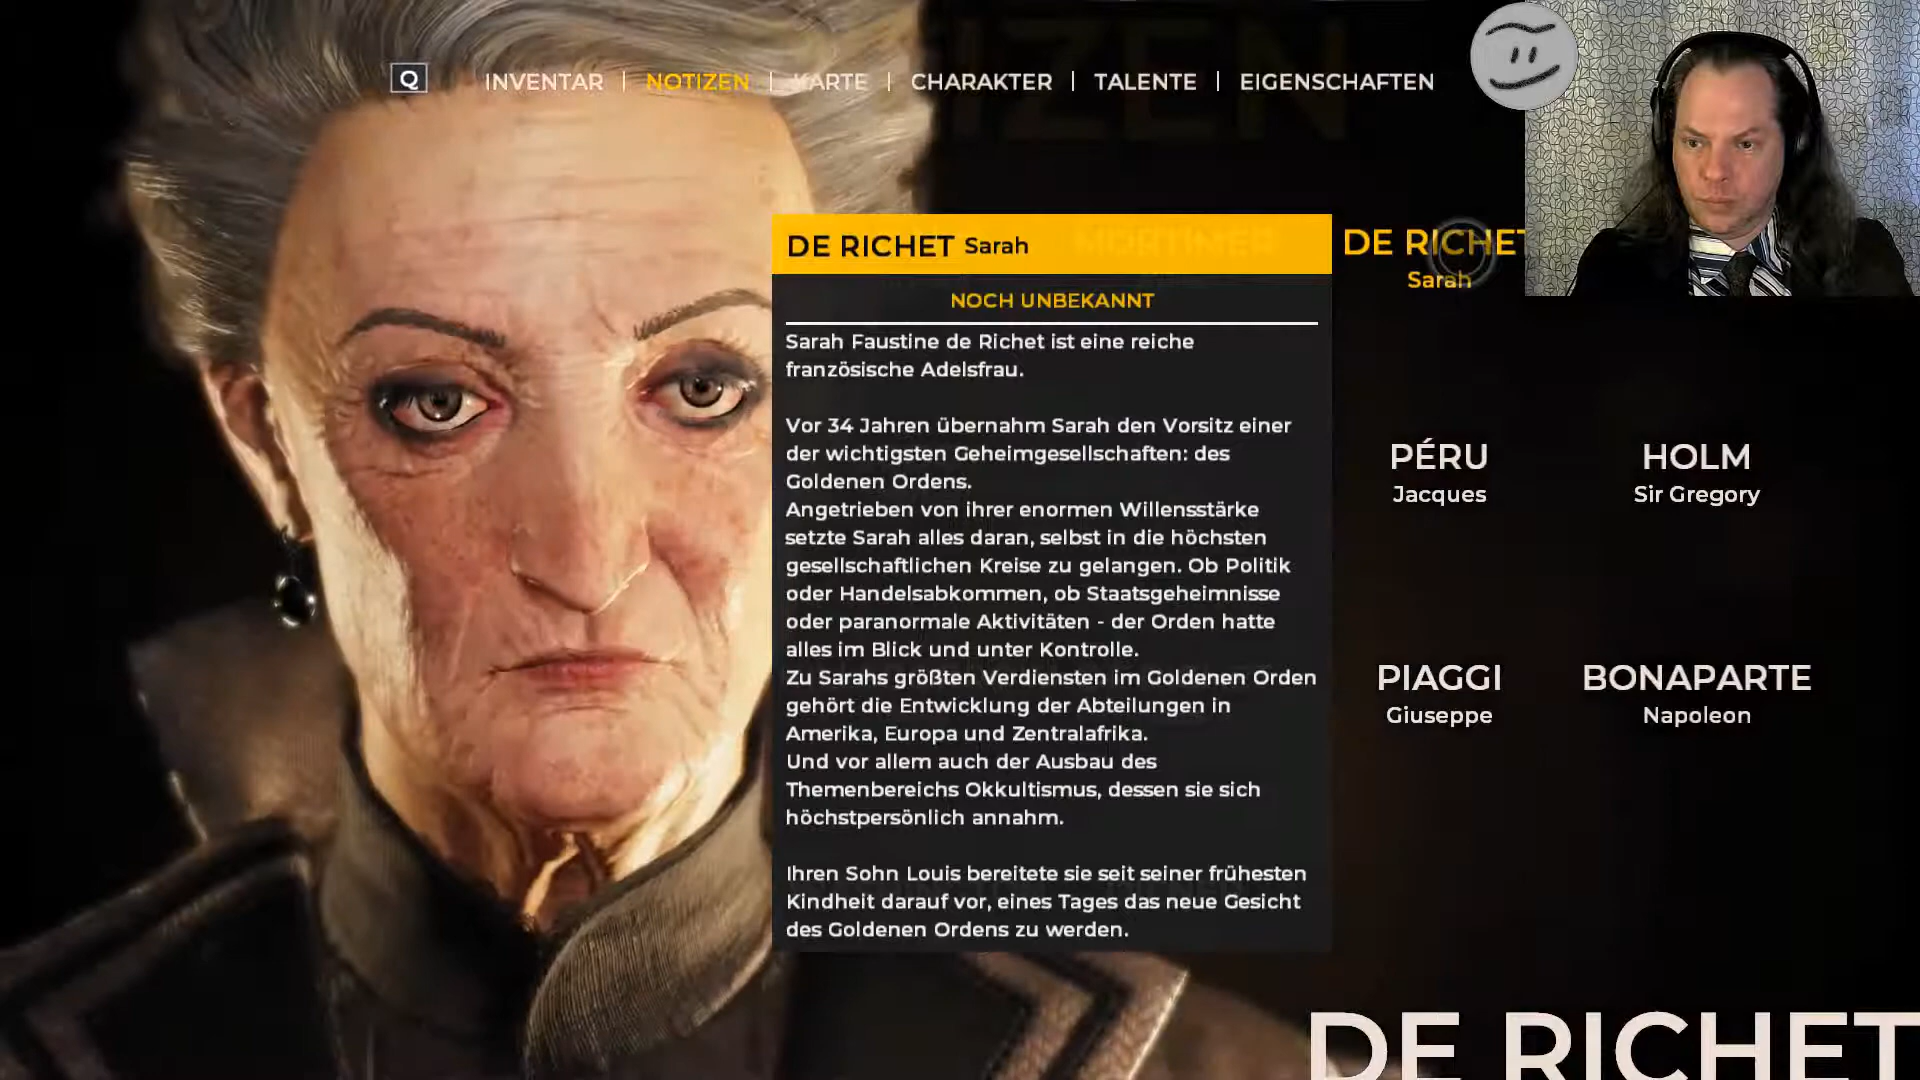 Q
INVENTAR | NOTIZEN | KARTE | CHARAKTER | TALENTE | EIGENSCHAFTEN
DE RICHET Sarah
NOCH UNBEKANNT
Sarah Faustine de Richet ist eine reiche
französische Adelsfrau.
Vor 34 Jahren übernahm Sarah den Vorsitz einer
der wichtigsten Geheimgesellschaften: des
Goldenen Ordens.
Angetrieben von ihrer enormen Willensstärke
setzte Sarah alles daran, selbst in die höchsten
gesellschaftlichen Kreise zu gelangen. Ob Politik
oder Handelsabkommen, ob Staatsgeheimnisse
oder paranormale Aktivitäten - der Orden hatte
alles im Blick und unter Kontrolle.
Zu Sarahs größten Verdiensten im Goldenen Orden
gehört die Entwicklung der Abteilungen in
Amerika, Europa und Zentralafrika.
Und vor allem auch der Ausbau des
Themenbereichs Okkultismus, dessen sie sich
höchstpersönlich annahm.
Ihren Sohn Louis bereitete sie seit seiner frühesten
Kindheit darauf vor, eines Tages das neue Gesicht
des Goldenen Ordens zu werden.
DE RICHET
Sarah
PÉRU
Jacques
HOLM
Sir Gregory
PIAGGI
Giuseppe
BONAPARTE
Napoleon
DE RICHET